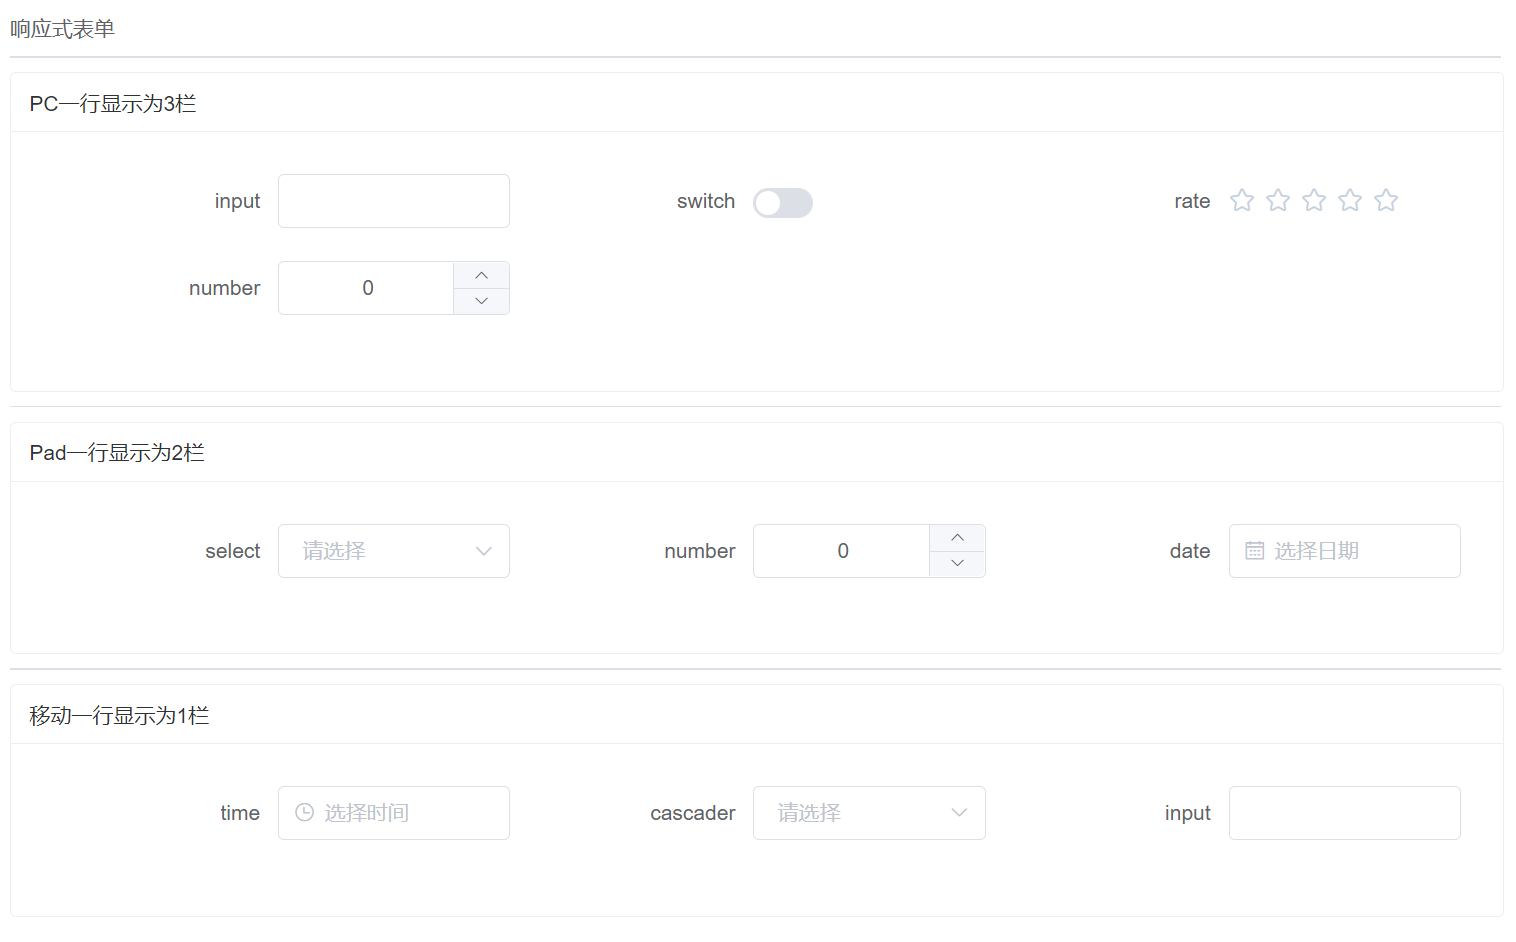 响应式表单
PC一行显示为3栏
input switch rate
number 0
Pad一行显示为2栏
select 请选择 number 0 date 选择日期
移动一行显示为1栏
time 选择时间 cascader 请选择 input